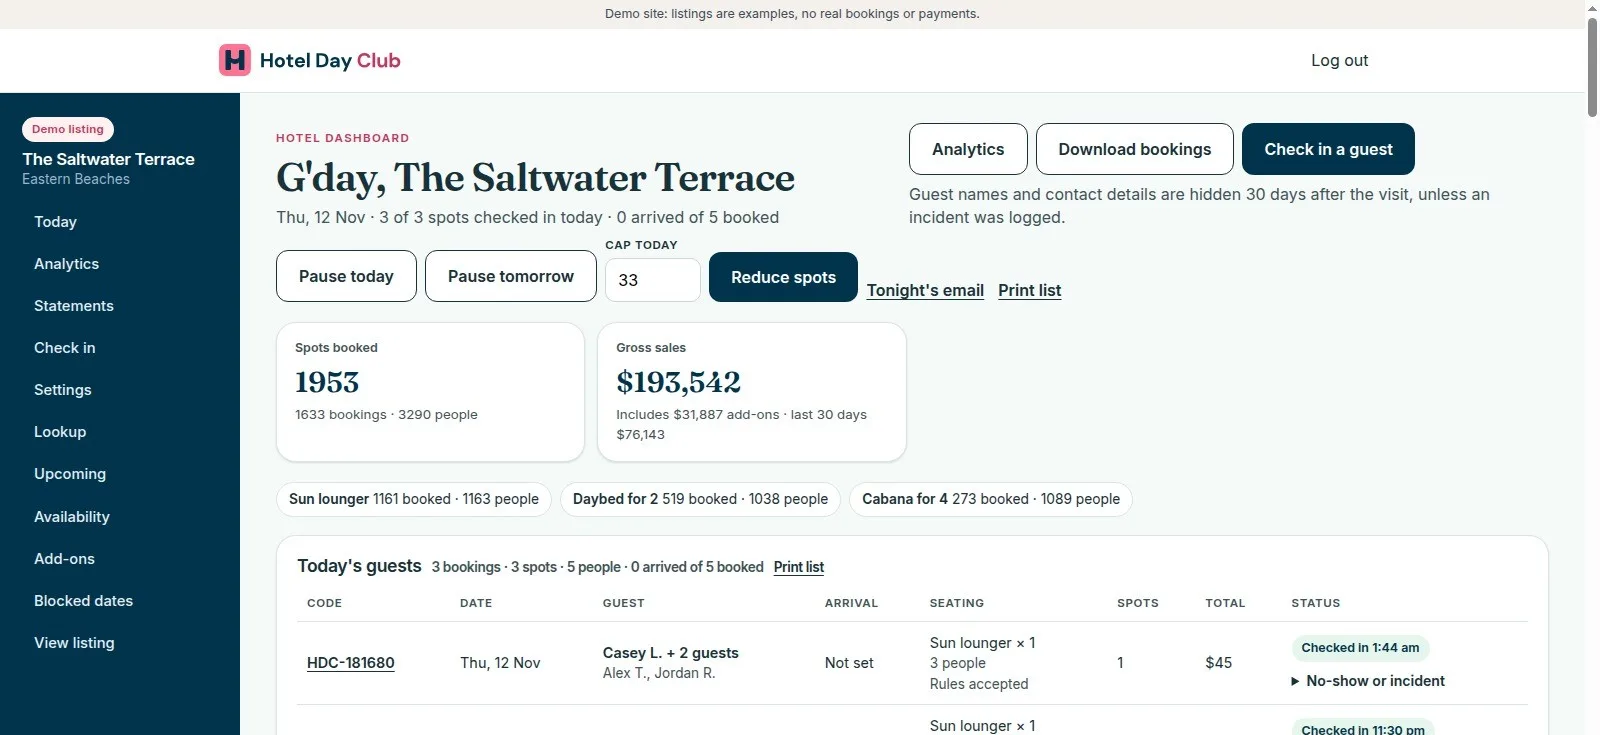 Demo site: listings are examples, no real bookings or payments.
Hotel Day Club
Log out
Demo listing
The Saltwater Terrace
Eastern Beaches
Today
Analytics
Statements
Check in
Settings
Lookup
Upcoming
Availability
Add-ons
Blocked dates
View listing
HOTEL DASHBOARD
G'day, The Saltwater Terrace
Thu, 12 Nov · 3 of 3 spots checked in today · 0 arrived of 5 booked
Analytics
Download bookings
Check in a guest
Guest names and contact details are hidden 30 days after the visit, unless an
incident was logged.
Pause today
Pause tomorrow
CAP TODAY
33
Reduce spots
Tonight's email
Print list
Spots booked
1953
1633 bookings · 3290 people
Gross sales
$193,542
Includes $31,887 add-ons · last 30 days
$76,143
Sun lounger 1161 booked · 1163 people
Daybed for 2 519 booked · 1038 people
Cabana for 4 273 booked · 1089 people
Today's guests 3 bookings · 3 spots · 5 people · 0 arrived of 5 booked Print list
CODE DATE GUEST ARRIVAL SEATING SPOTS TOTAL STATUS
HDC-181680
Thu, 12 Nov
Casey L. + 2 guests
Alex T., Jordan R.
Not set
Sun lounger × 1
3 people
Rules accepted
1
$45
Checked in 1:44 am
No-show or incident
Sun lounger × 1
Checked in 11:30 pm